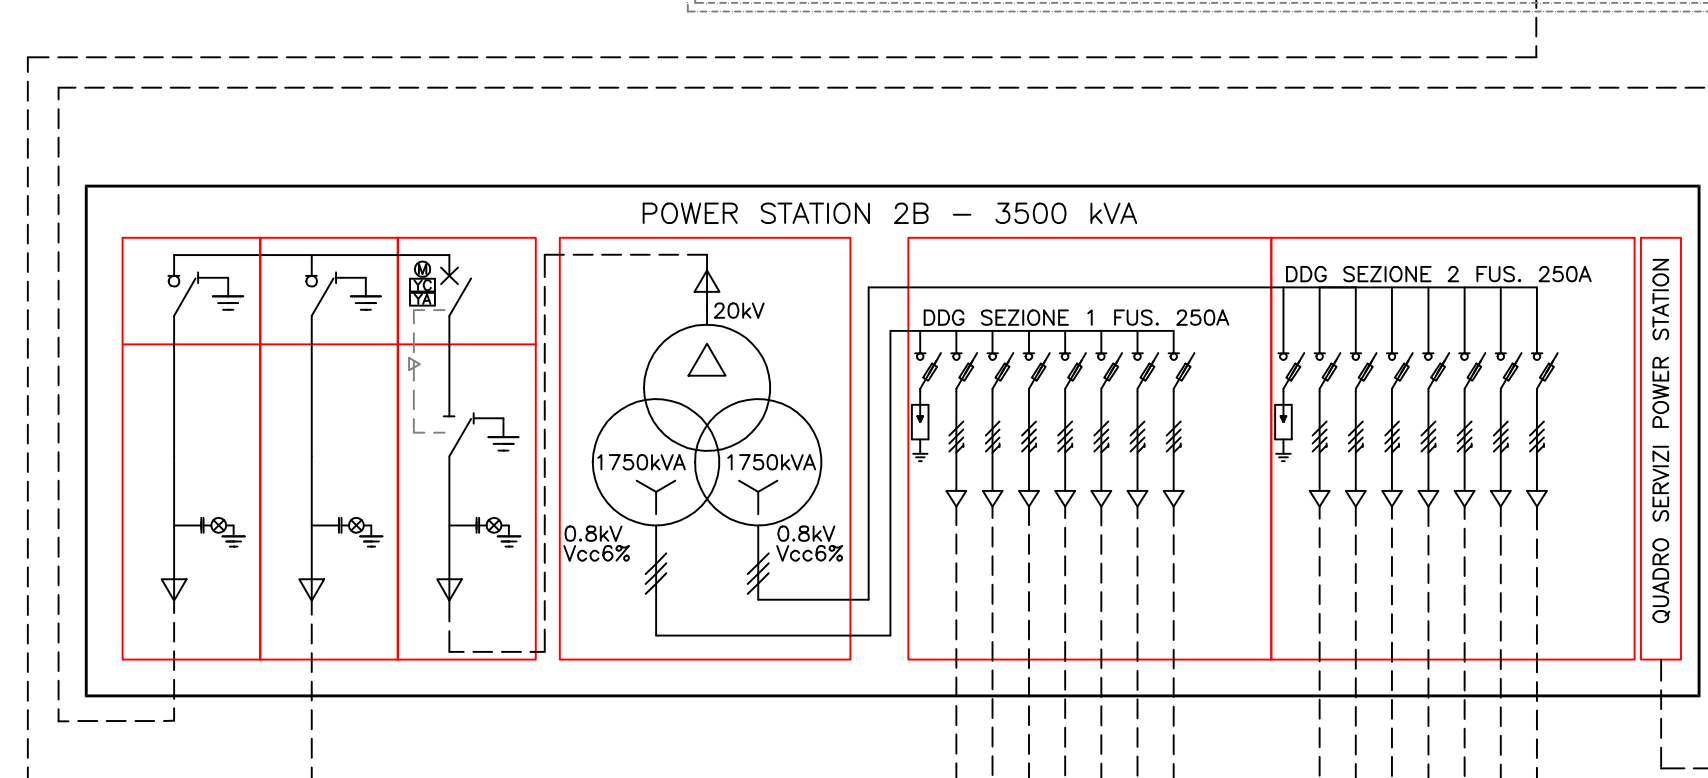 POWER STATION 2B - 3500 kVA
M
YC
YA
20kV
DDG SEZIONE 1 FUS. 250A
DDG SEZIONE 2 FUS. 250A
1750kVA
1750kVA
0.8kV
Vcc6%
0.8kV
Vcc6%
QUADRO SERVIZI POWER STATION